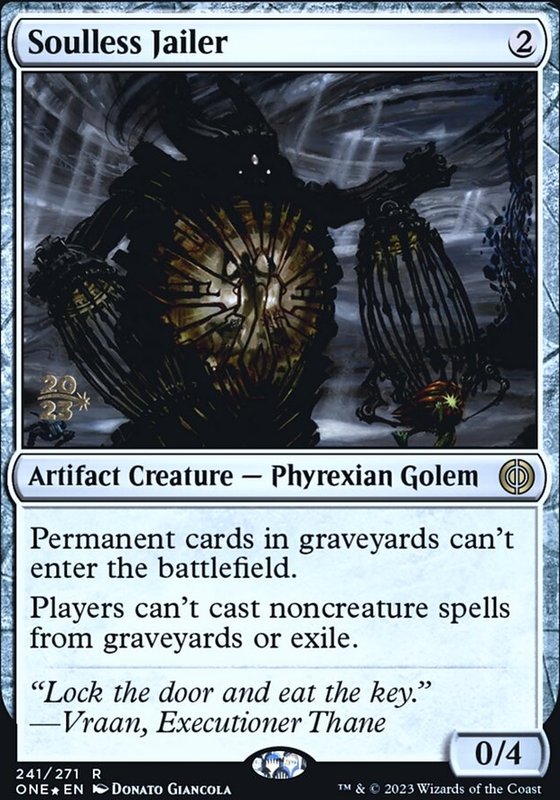 Soulless Jailer 2
20
23
Artifact Creature — Phyrexian Golem
Permanent cards in graveyards can't
enter the battlefield.
Players can't cast noncreature spells
from graveyards or exile.
“Lock the door and eat the key.”
—Vraan, Executioner Thane
0/4
241/271 R
ONE★EN Donato Giancola
™ & © 2023 Wizards of the Coast